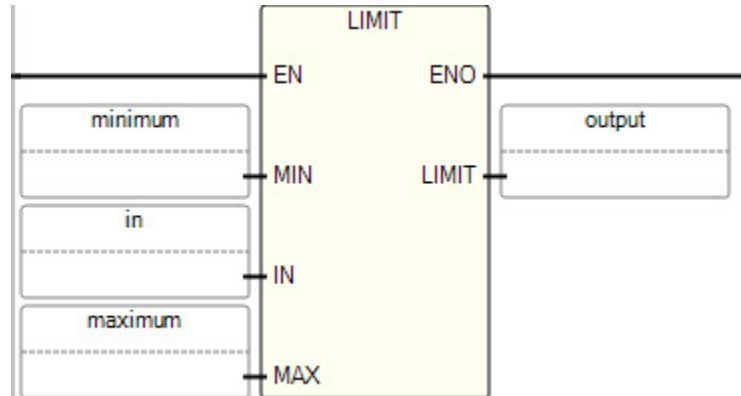 LIMIT
EN ENO
minimum output
MIN LIMIT
in
IN
maximum
MAX